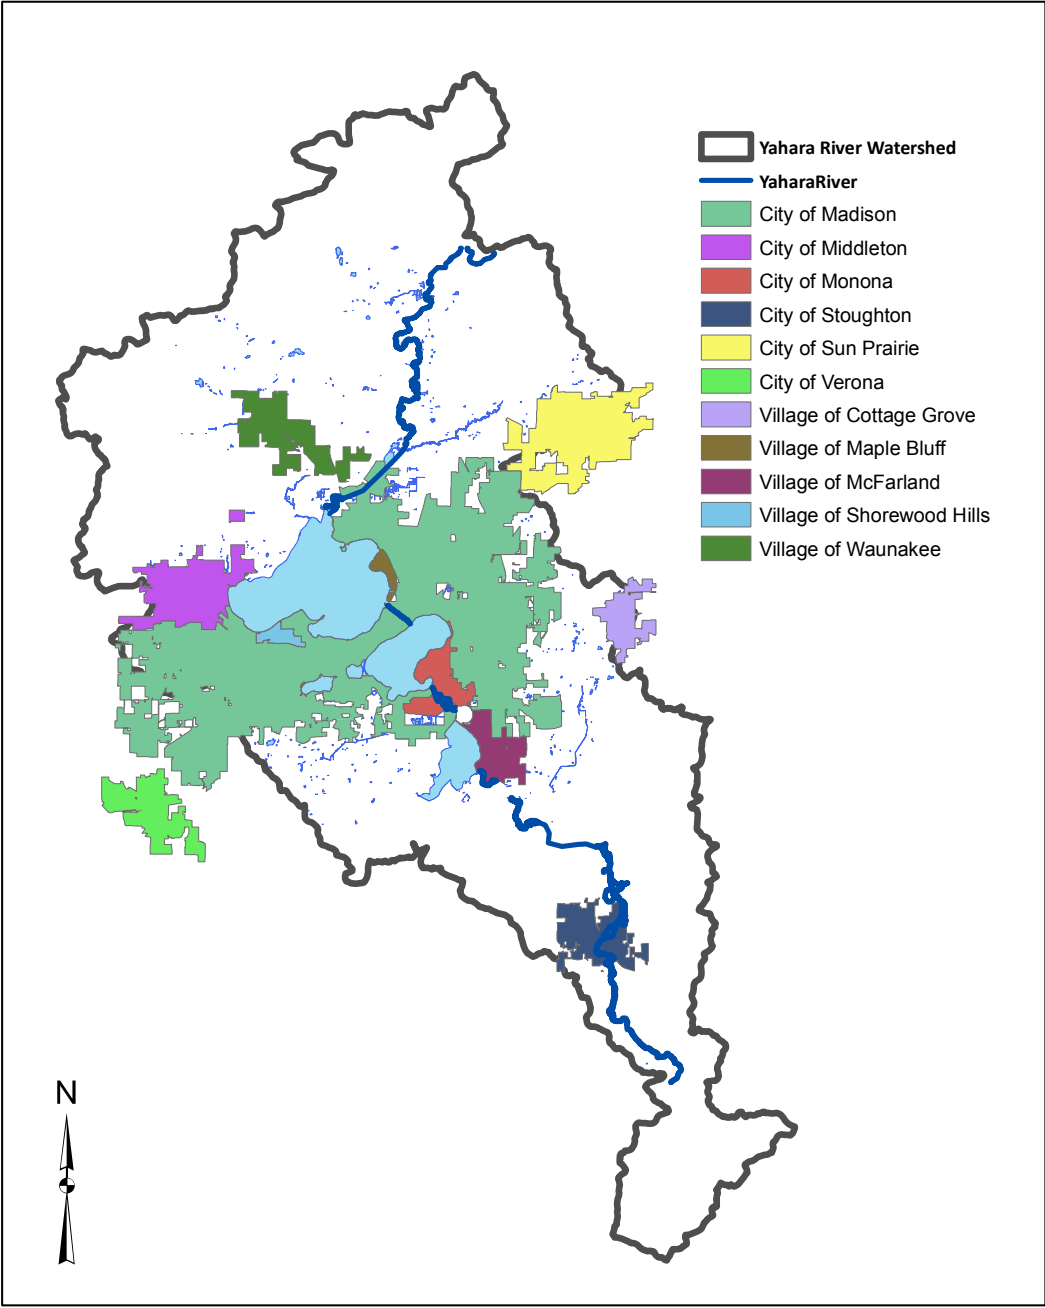 Yahara River Watershed
YaharaRiver
City of Madison
City of Middleton
City of Monona
City of Stoughton
City of Sun Prairie
City of Verona
Village of Cottage Grove
Village of Maple Bluff
Village of McFarland
Village of Shorewood Hills
Village of Waunakee
N